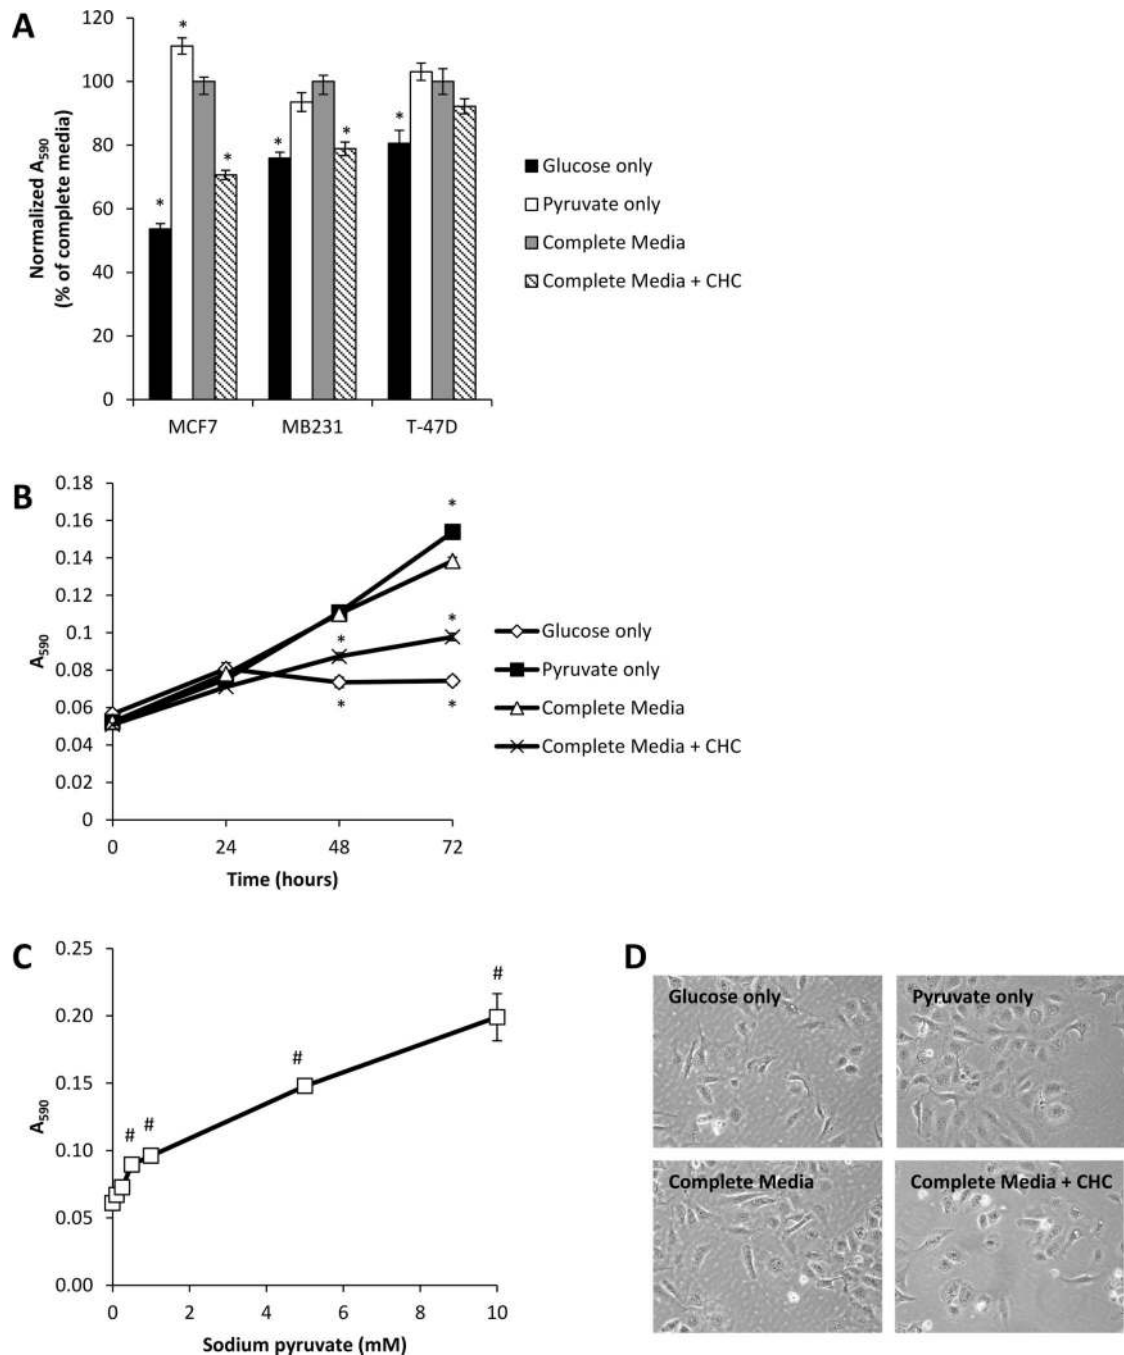 A
120
100
80
60
40
20
0
Normalized A590
(% of complete media)
* * *
* *
*
MCF7 MB231 T-47D
Glucose only
Pyruvate only
Complete Media
Complete Media + CHC
B
0.18
0.16
0.14
0.12
0.1
0.08
0.06
0.04
0.02
0
A590
*
* *
* *
0 24 48 72
Time (hours)
Glucose only
Pyruvate only
Complete Media
Complete Media + CHC
C
0.25
0.20
0.15
0.10
0.05
0.00
A590
# # # #
0 2 4 6 8 10
Sodium pyruvate (mM)
D
Glucose only Pyruvate only
Complete Media Complete Media + CHC